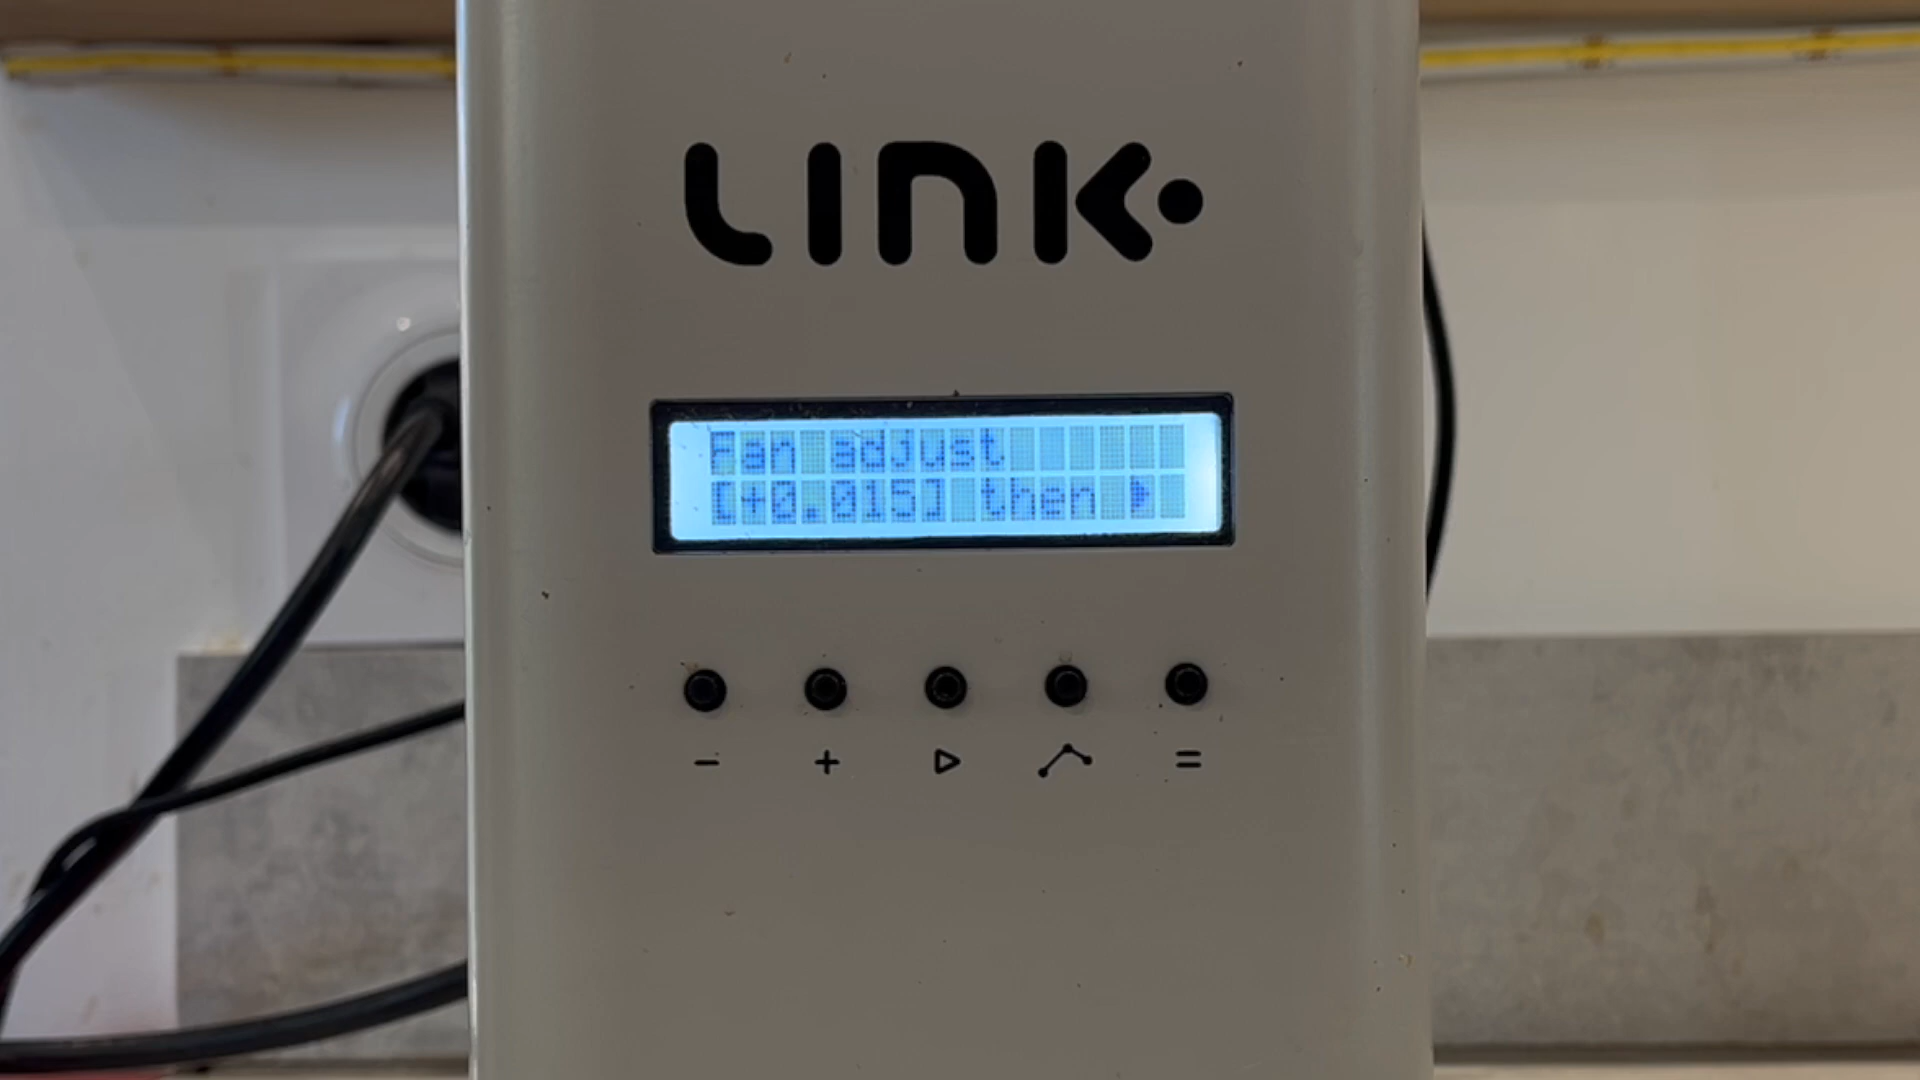 LINK
Fan adjust
[+0.015] then ▶
- + ▷ =